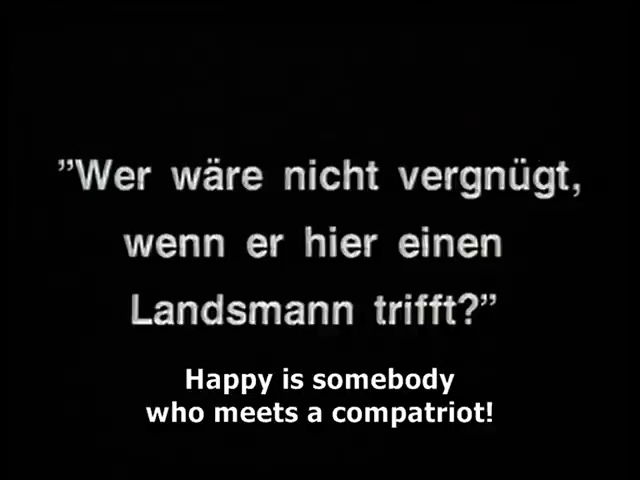 ”Wer wäre nicht vergnügt,
wenn er hier einen
Landsmann trifft?”
Happy is somebody
who meets a compatriot!